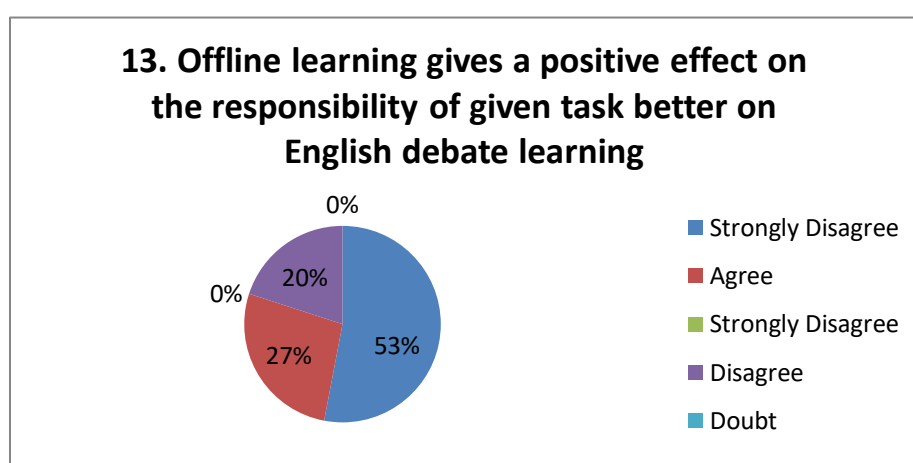 13. Offline learning gives a positive effect on
the responsibility of given task better on
English debate learning
0%
20%
0%
53%
27%
Strongly Disagree
Agree
Strongly Disagree
Disagree
Doubt